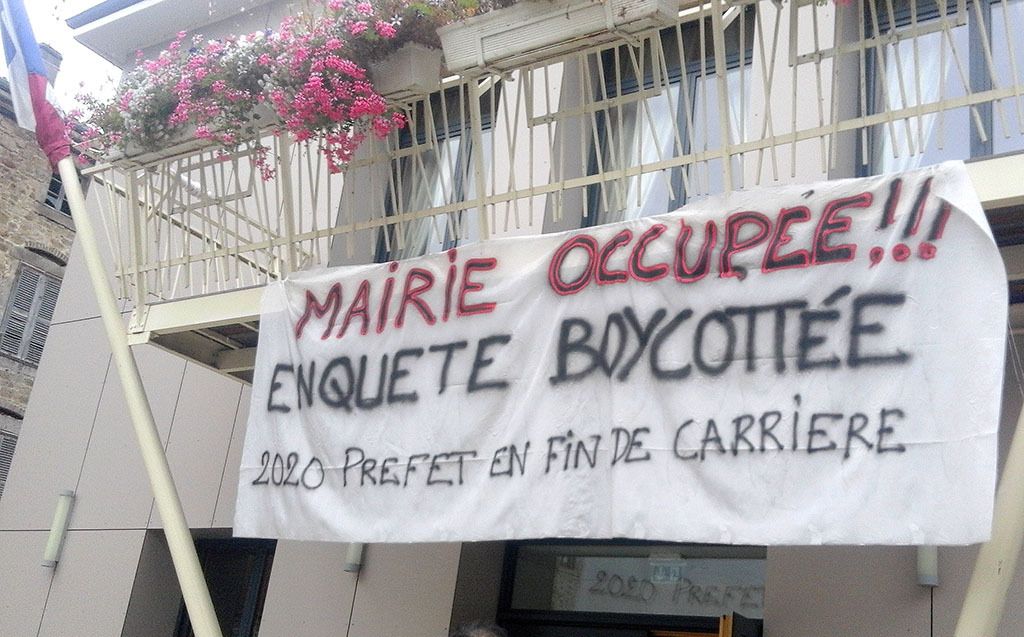 MAiRiE OCCUPÉE!!!
ENQUETE BOYCOTTÉE
2020 PREFET EN FiN DE CARRiERE
2020 PREFET